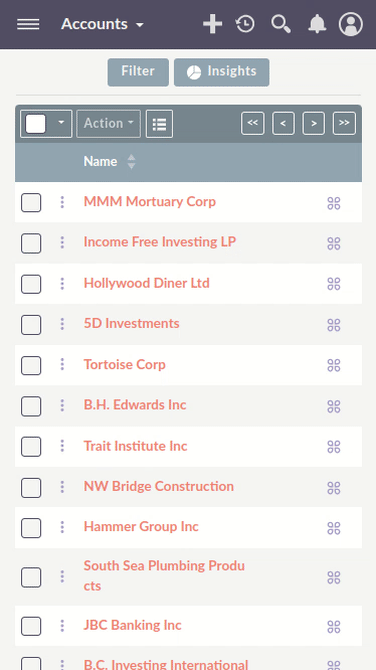 Accounts
Filter
Insights
Action
<<
<
>
>>
Name
MMM Mortuary Corp
Income Free Investing LP
Hollywood Diner Ltd
5D Investments
Tortoise Corp
B.H. Edwards Inc
Trait Institute Inc
NW Bridge Construction
Hammer Group Inc
South Sea Plumbing Produ
cts
JBC Banking Inc
B.C. Investing International